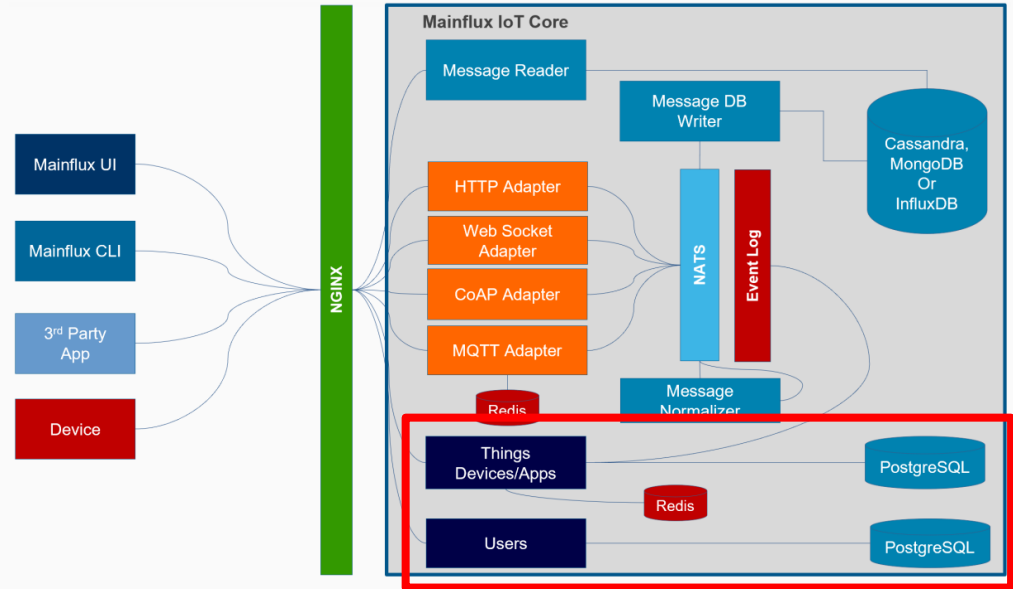 Mainflux IoT Core
Message Reader
Message DB
Writer
Cassandra,
MongoDB
Or
InfluxDB
Mainflux UI
Mainflux CLI
3rd Party
App
Device
NGINX
HTTP Adapter
Web Socket
Adapter
CoAP Adapter
MQTT Adapter
Redis
NATS
Event Log
Message
Normalizer
Things
Devices/Apps
PostgreSQL
Redis
Users
PostgreSQL